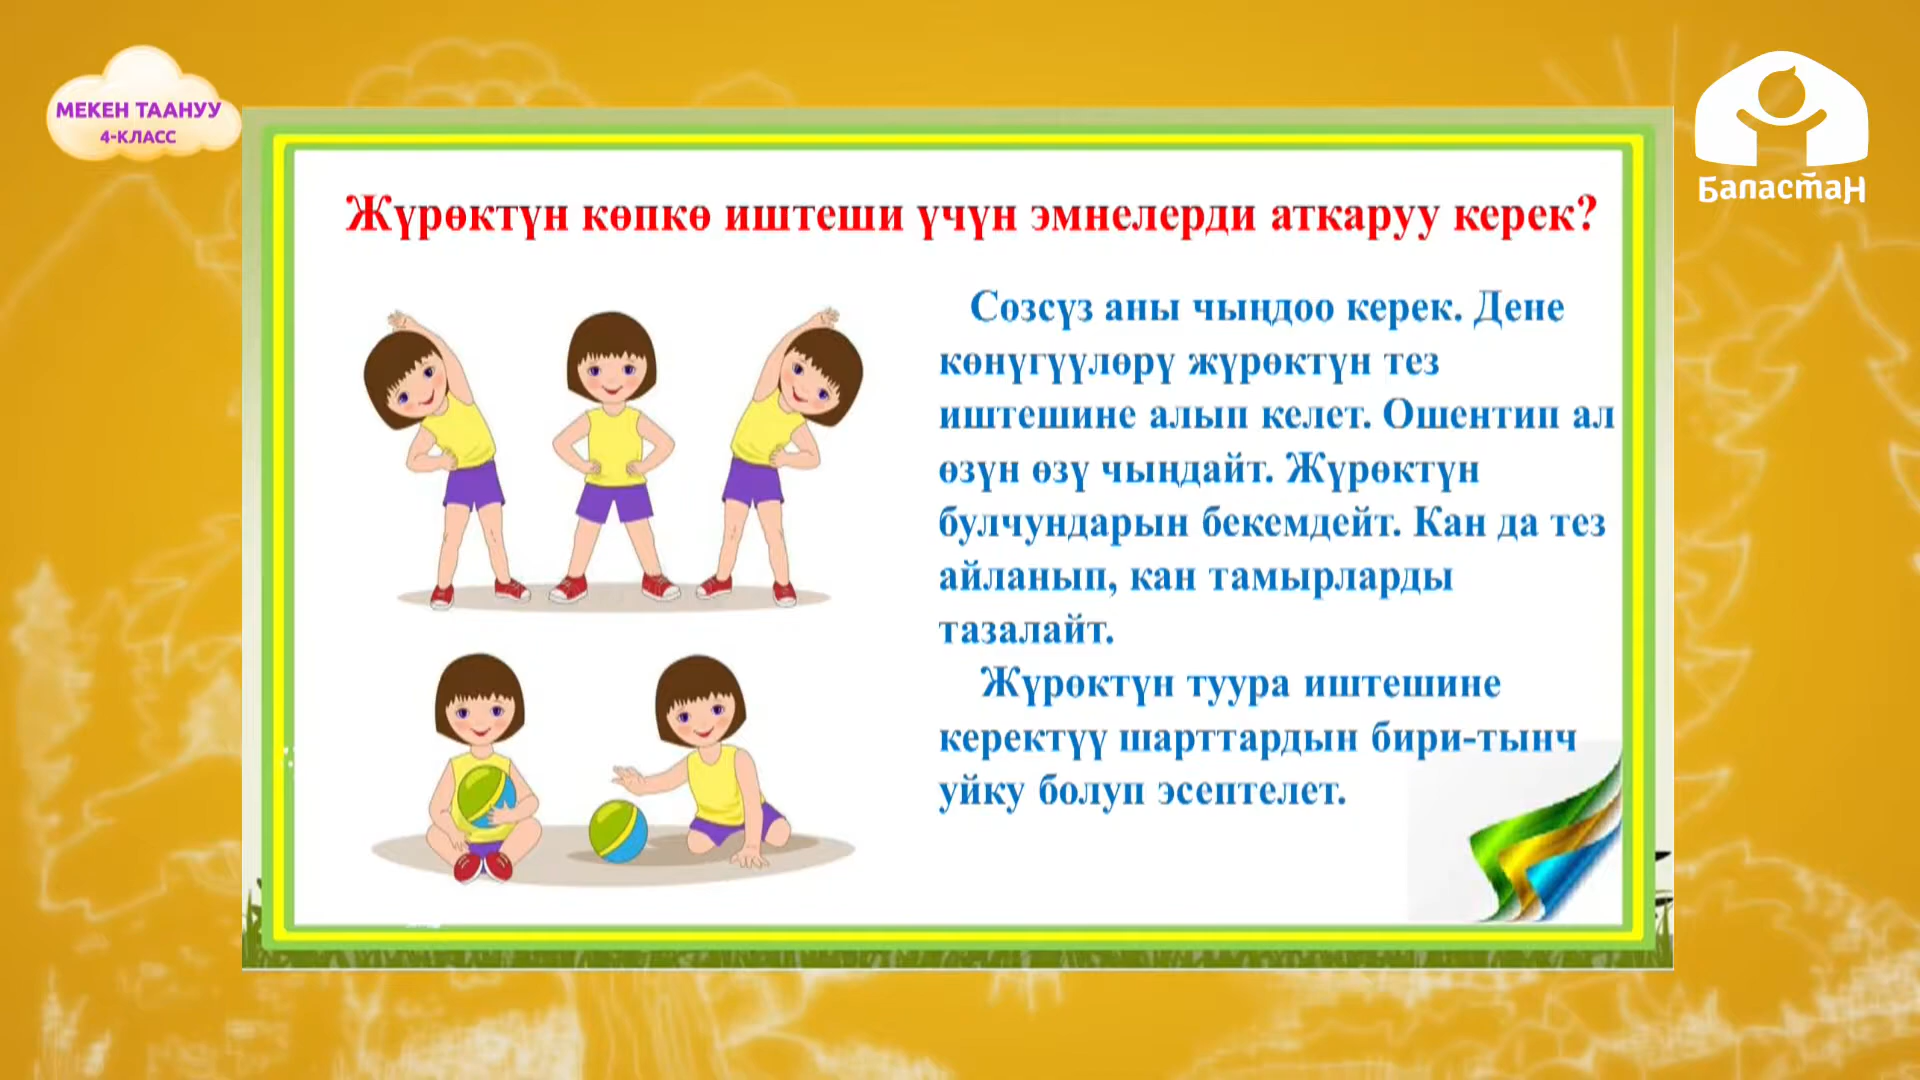 МЕКЕН ТААНУУ
4-КЛАСС
Баластан
Жүрөктүн көпкө иштеши үчүн эмнелерди аткаруу керек?
Созсүз аны чыңдоо керек. Дене
көнүгүүлөрү жүрөктүн тез
иштешине алып келет. Ошентип ал
өзүн өзү чыңдайт. Жүрөктүн
булчундарын бекемдейт. Кан да тез
айланып, кан тамырларды
тазалайт.
Жүрөктүн туура иштешине
керектүү шарттардын бири-тынч
уйку болуп эсептелет.